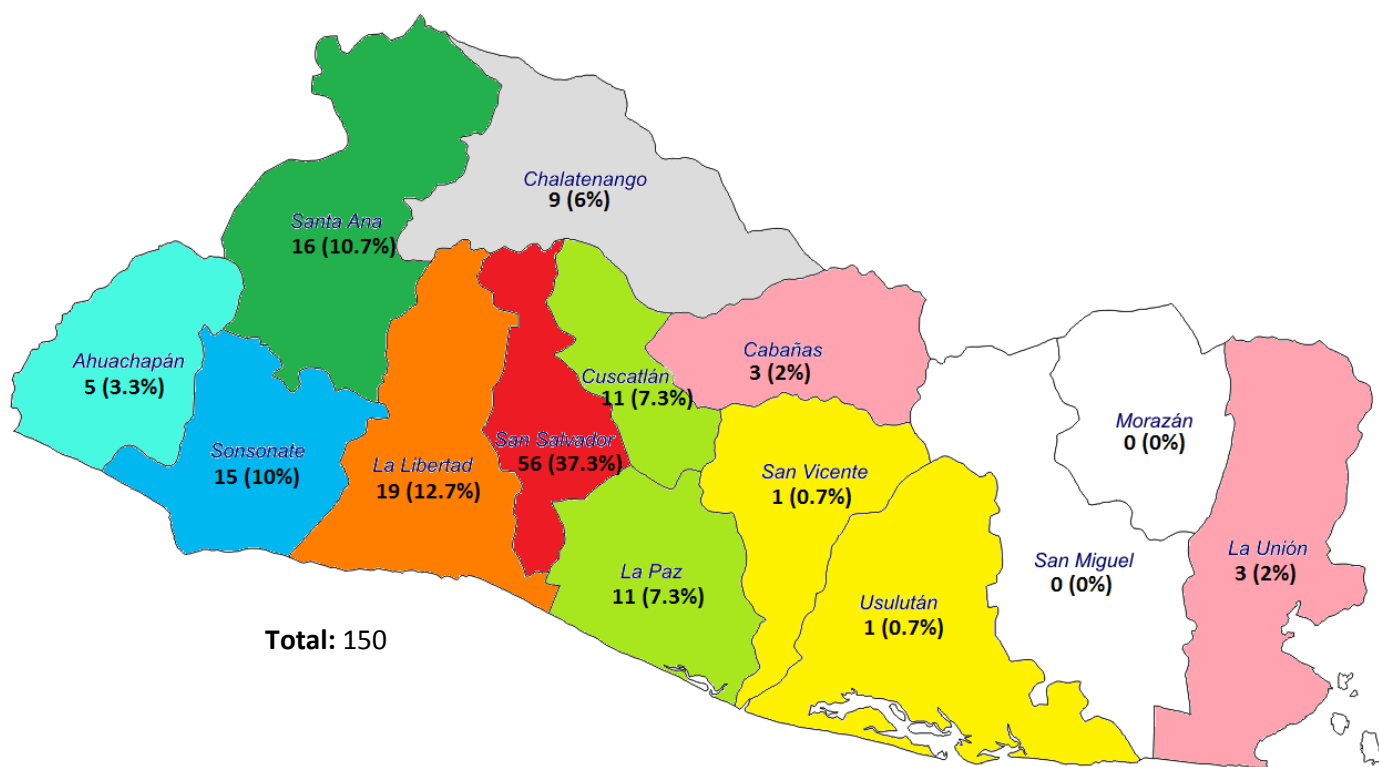 Chalatenango
9 (6%)
Santa Ana
16 (10.7%)
Ahuachapán
5 (3.3%)
Cabañas
3 (2%)
Cuscatlán
11 (7.3%)
Morazán
0 (0%)
Sonsonate
15 (10%)
La Libertad
19 (12.7%)
San Salvador
56 (37.3%)
San Vicente
1 (0.7%)
La Unión
3 (2%)
San Miguel
0 (0%)
La Paz
11 (7.3%)
Usulután
1 (0.7%)
Total: 150